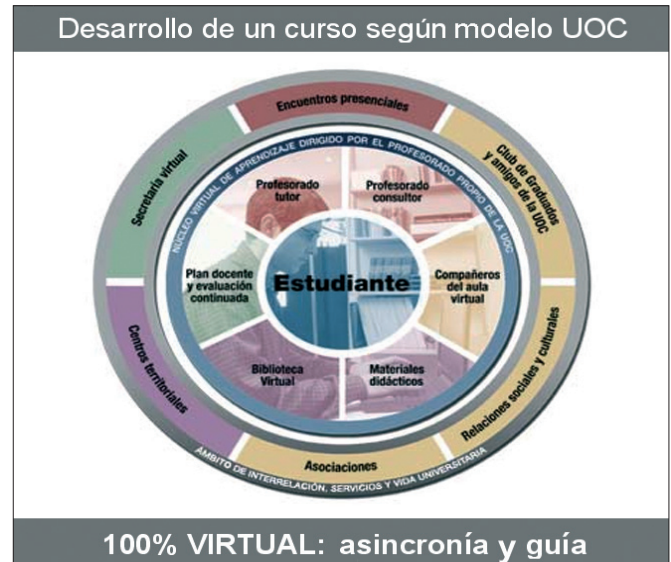 Desarrollo de un curso según modelo UOC
Encuentros presenciales
Secretaría virtual
Club de Graduados
y amigos de la UOC
NÚCLEO VIRTUAL DE APRENDIZAJE DIRIGIDO POR EL PROFESORADO PROPIO DE LA UOC
Profesorado
tutor
Profesorado
consultor
Plan docente
y evaluación
continuada
Estudiante
Compañeros
del aula
virtual
Biblioteca
Virtual
Materiales
didácticos
Centros territoriales
Relaciones sociales y culturales
Asociaciones
ÁMBITO DE INTERRELACIÓN, SERVICIOS Y VIDA UNIVERSITARIA
100% VIRTUAL: asincronía y guía